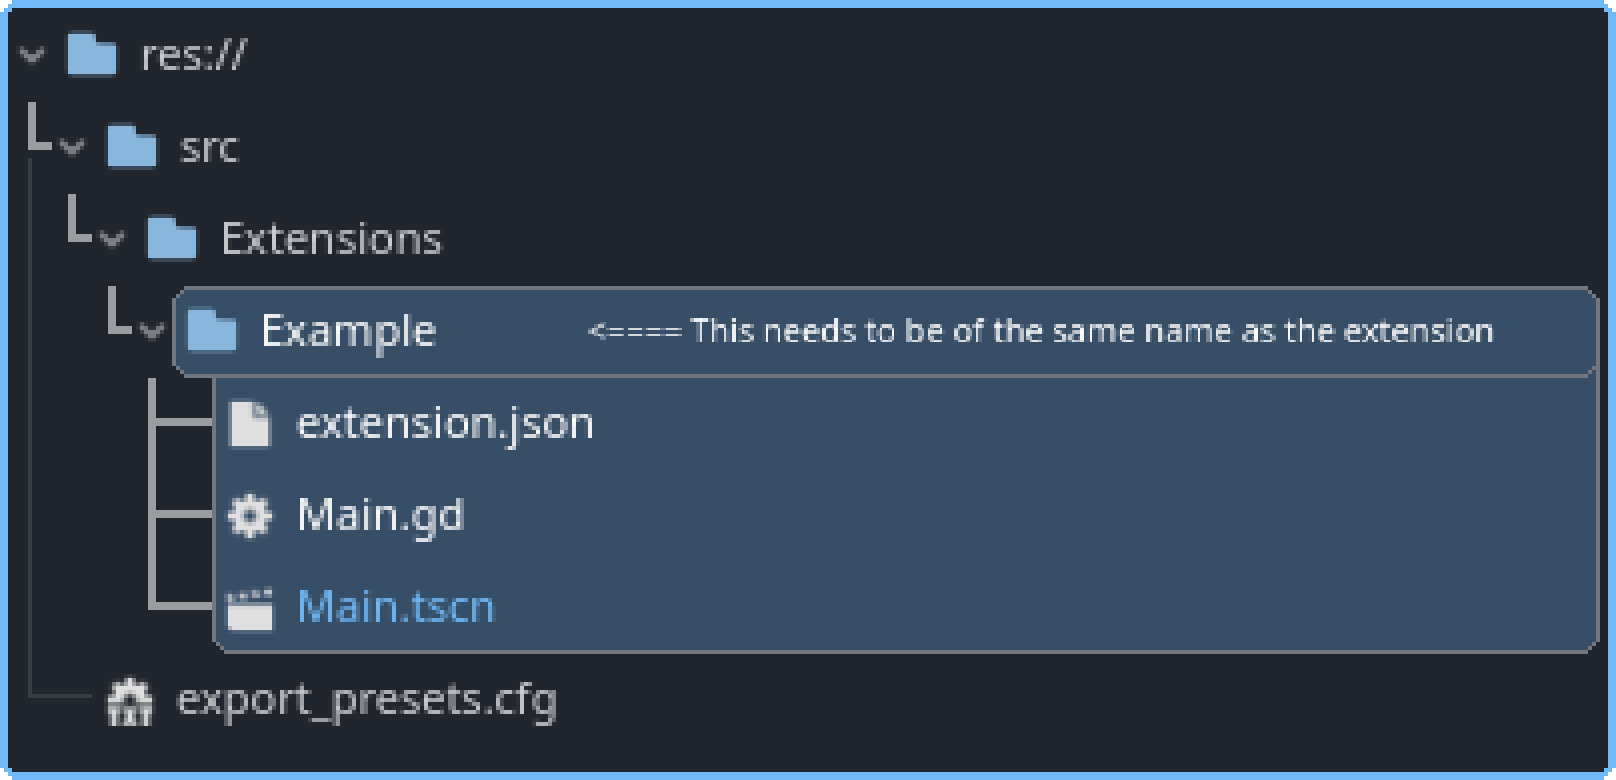 res://
src
Extensions
Example <==== This needs to be of the same name as the extension
extension.json
Main.gd
Main.tscn
export_presets.cfg